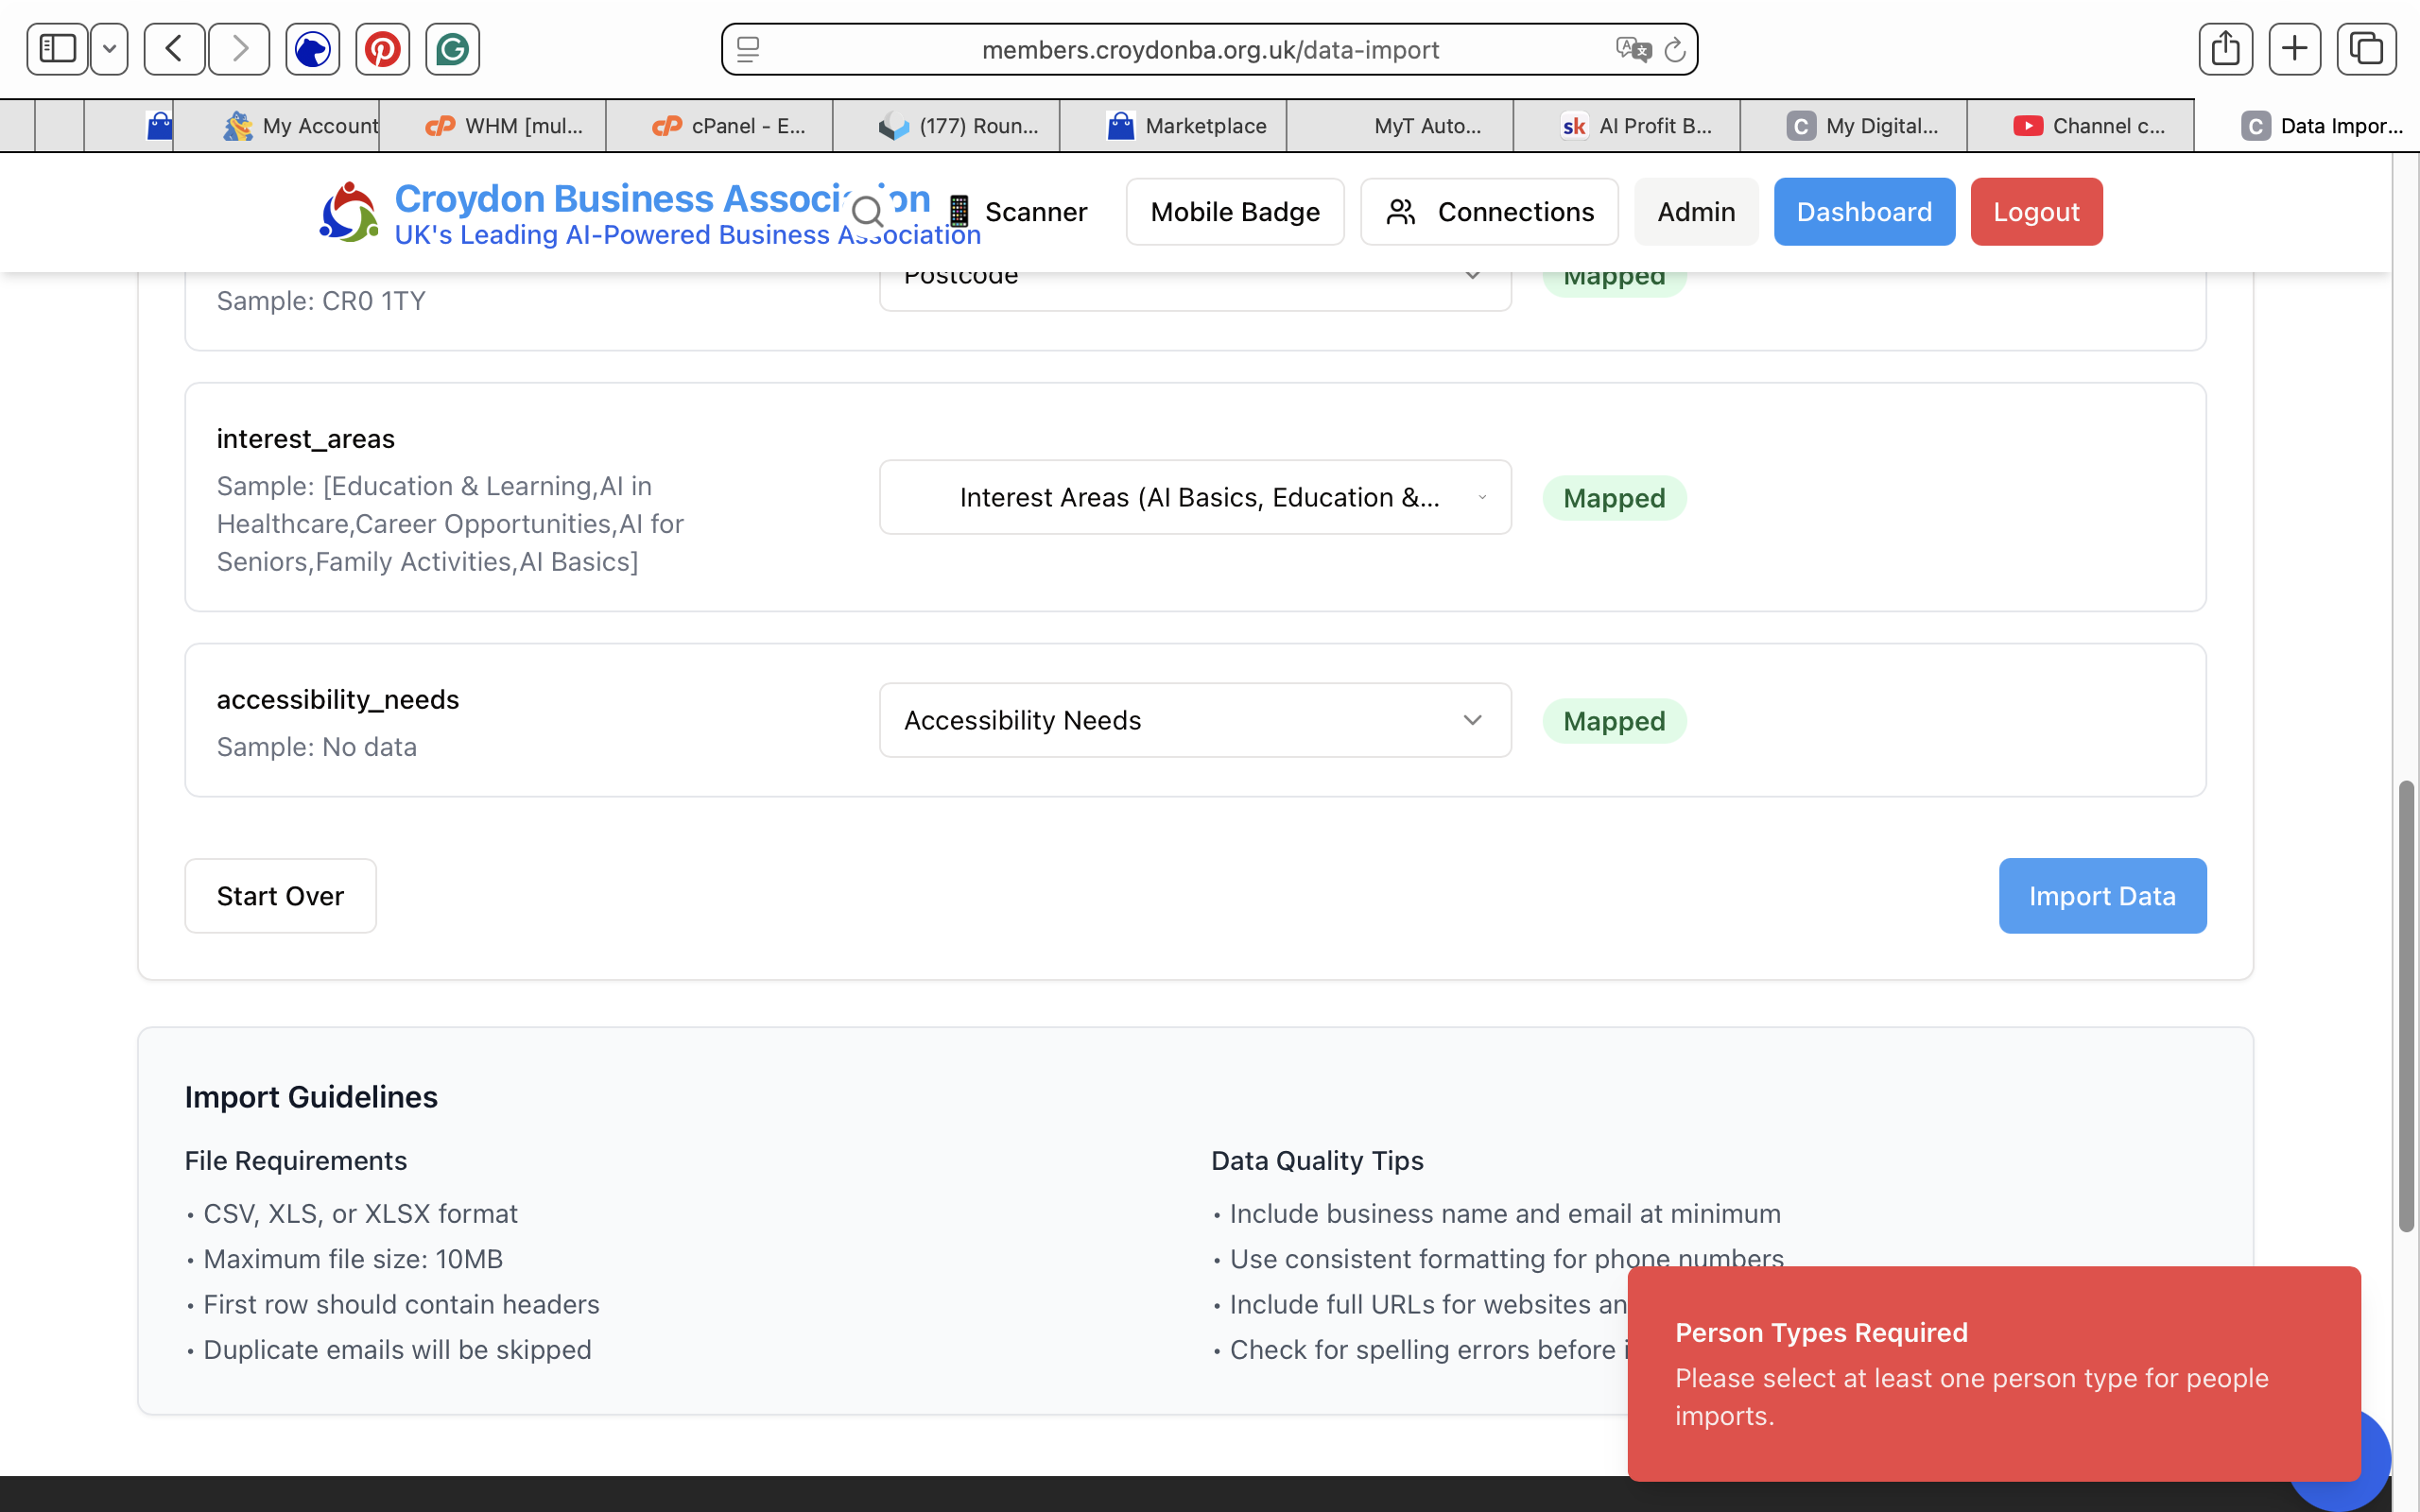 members.croydonba.org.uk/data-import
My Account
WHM [mul...
cPanel - E...
(177) Roun...
Marketplace
MyT Auto...
AI Profit B...
My Digital...
Channel c...
Data Impor...
Croydon Business Association
UK's Leading AI-Powered Business Association
Scanner
Mobile Badge
Connections
Admin
Dashboard
Logout
Postcode
Mapped
Sample: CR0 1TY
interest_areas
Sample: [Education & Learning,AI in
Healthcare,Career Opportunities,AI for
Seniors,Family Activities,AI Basics]
Interest Areas (AI Basics, Education &...
Mapped
accessibility_needs
Sample: No data
Accessibility Needs
Mapped
Start Over
Import Data
Import Guidelines
File Requirements
• CSV, XLS, or XLSX format
• Maximum file size: 10MB
• First row should contain headers
• Duplicate emails will be skipped
Data Quality Tips
• Include business name and email at minimum
• Use consistent formatting for phone numbers
• Include full URLs for websites an
• Check for spelling errors before i
Person Types Required
Please select at least one person type for people
imports.